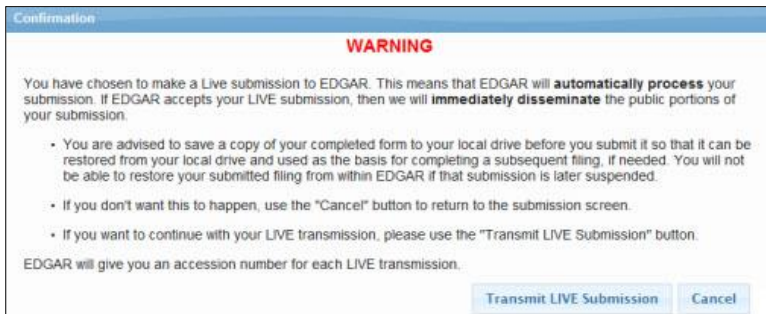 Confirmation
WARNING
You have chosen to make a Live submission to EDGAR. This means that EDGAR will automatically process your
submission. If EDGAR accepts your LIVE submission, then we will immediately disseminate the public portions of
your submission.
• You are advised to save a copy of your completed form to your local drive before you submit it so that it can be
restored from your local drive and used as the basis for completing a subsequent filing, if needed. You will not
be able to restore your submitted filing from within EDGAR if that submission is later suspended.
• If you don't want this to happen, use the "Cancel" button to return to the submission screen.
• If you want to continue with your LIVE transmission, please use the "Transmit LIVE Submission" button.
EDGAR will give you an accession number for each LIVE transmission.
Transmit LIVE Submission Cancel